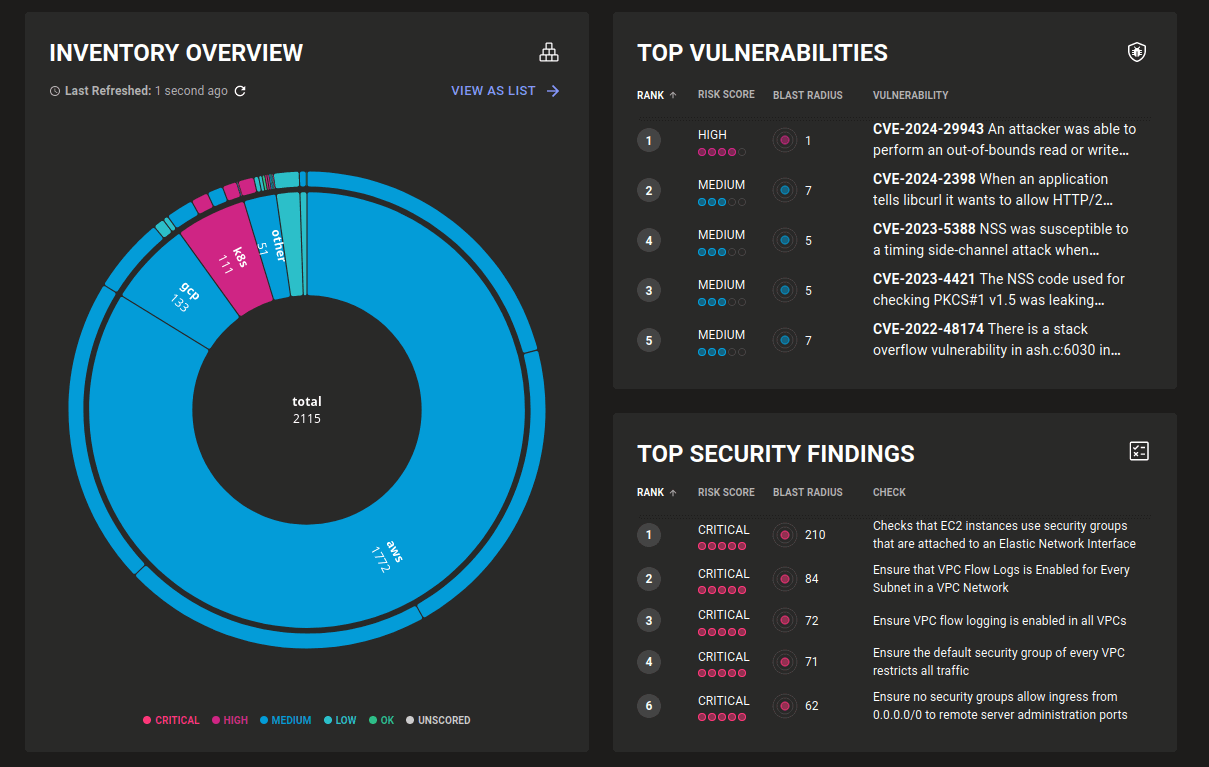 INVENTORY OVERVIEW
Last Refreshed: 1 second ago
VIEW AS LIST
other
51
k8s
111
gcp
133
total
2115
aws
1772
CRITICAL HIGH MEDIUM LOW OK UNSCORED
TOP VULNERABILITIES
RANK RISK SCORE BLAST RADIUS VULNERABILITY
1 HIGH 1 CVE-2024-29943 An attacker was able to
perform an out-of-bounds read or write...
2 MEDIUM 7 CVE-2024-2398 When an application
tells libcurl it wants to allow HTTP/2...
4 MEDIUM 5 CVE-2023-5388 NSS was susceptible to
a timing side-channel attack when...
3 MEDIUM 5 CVE-2023-4421 The NSS code used for
checking PKCS#1 v1.5 was leaking...
5 MEDIUM 7 CVE-2022-48174 There is a stack
overflow vulnerability in ash.c:6030 in...
TOP SECURITY FINDINGS
RANK RISK SCORE BLAST RADIUS CHECK
1 CRITICAL 210 Checks that EC2 instances use security groups
that are attached to an Elastic Network Interface
2 CRITICAL 84 Ensure that VPC Flow Logs is Enabled for Every
Subnet in a VPC Network
3 CRITICAL 72 Ensure VPC flow logging is enabled in all VPCs
4 CRITICAL 71 Ensure the default security group of every VPC
restricts all traffic
6 CRITICAL 62 Ensure no security groups allow ingress from
0.0.0.0/0 to remote server administration ports